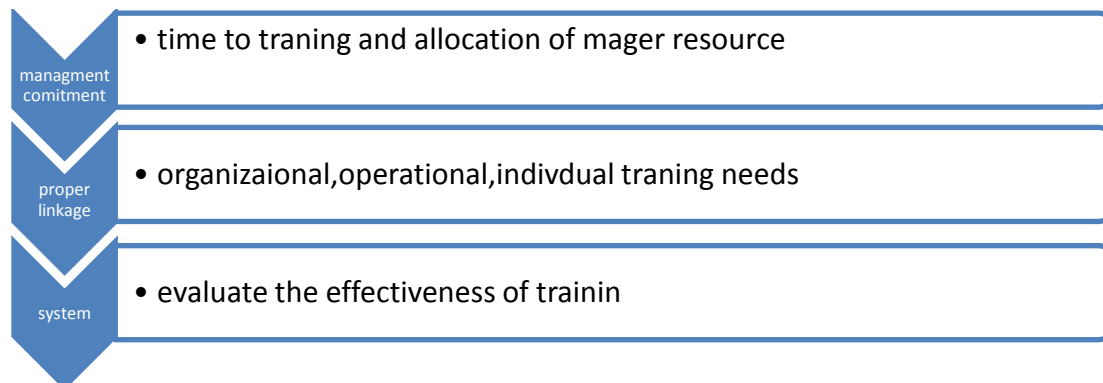 managment
comitment
• time to traning and allocation of mager resource
proper
linkage
• organizaional,operational,indivdual traning needs
system
• evaluate the effectiveness of trainin